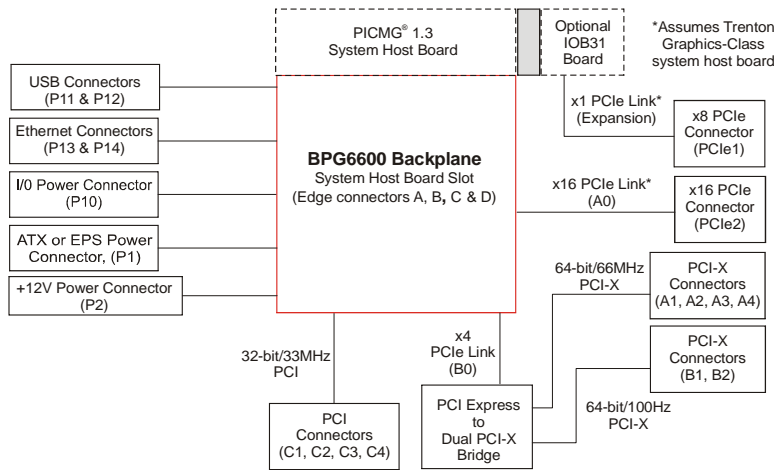 PICMG® 1.3
System Host Board
Optional
IOB31
Board
*Assumes Trenton
Graphics-Class
system host board
USB Connectors
(P11 & P12)
Ethernet Connectors
(P13 & P14)
I/0 Power Connector
(P10)
ATX or EPS Power
Connector, (P1)
+12V Power Connector
(P2)
BPG6600 Backplane
System Host Board Slot
(Edge connectors A, B, C & D)
x1 PCIe Link*
(Expansion)
x8 PCIe
Connector
(PCIe1)
x16 PCIe Link*
(A0)
x16 PCIe
Connector
(PCIe2)
64-bit/66MHz
PCI-X
PCI-X
Connectors
(A1, A2, A3, A4)
PCI-X
Connectors
(B1, B2)
32-bit/33MHz
PCI
x4
PCIe Link
(B0)
PCI
Connectors
(C1, C2, C3, C4)
PCI Express
to
Dual PCI-X
Bridge
64-bit/100Hz
PCI-X